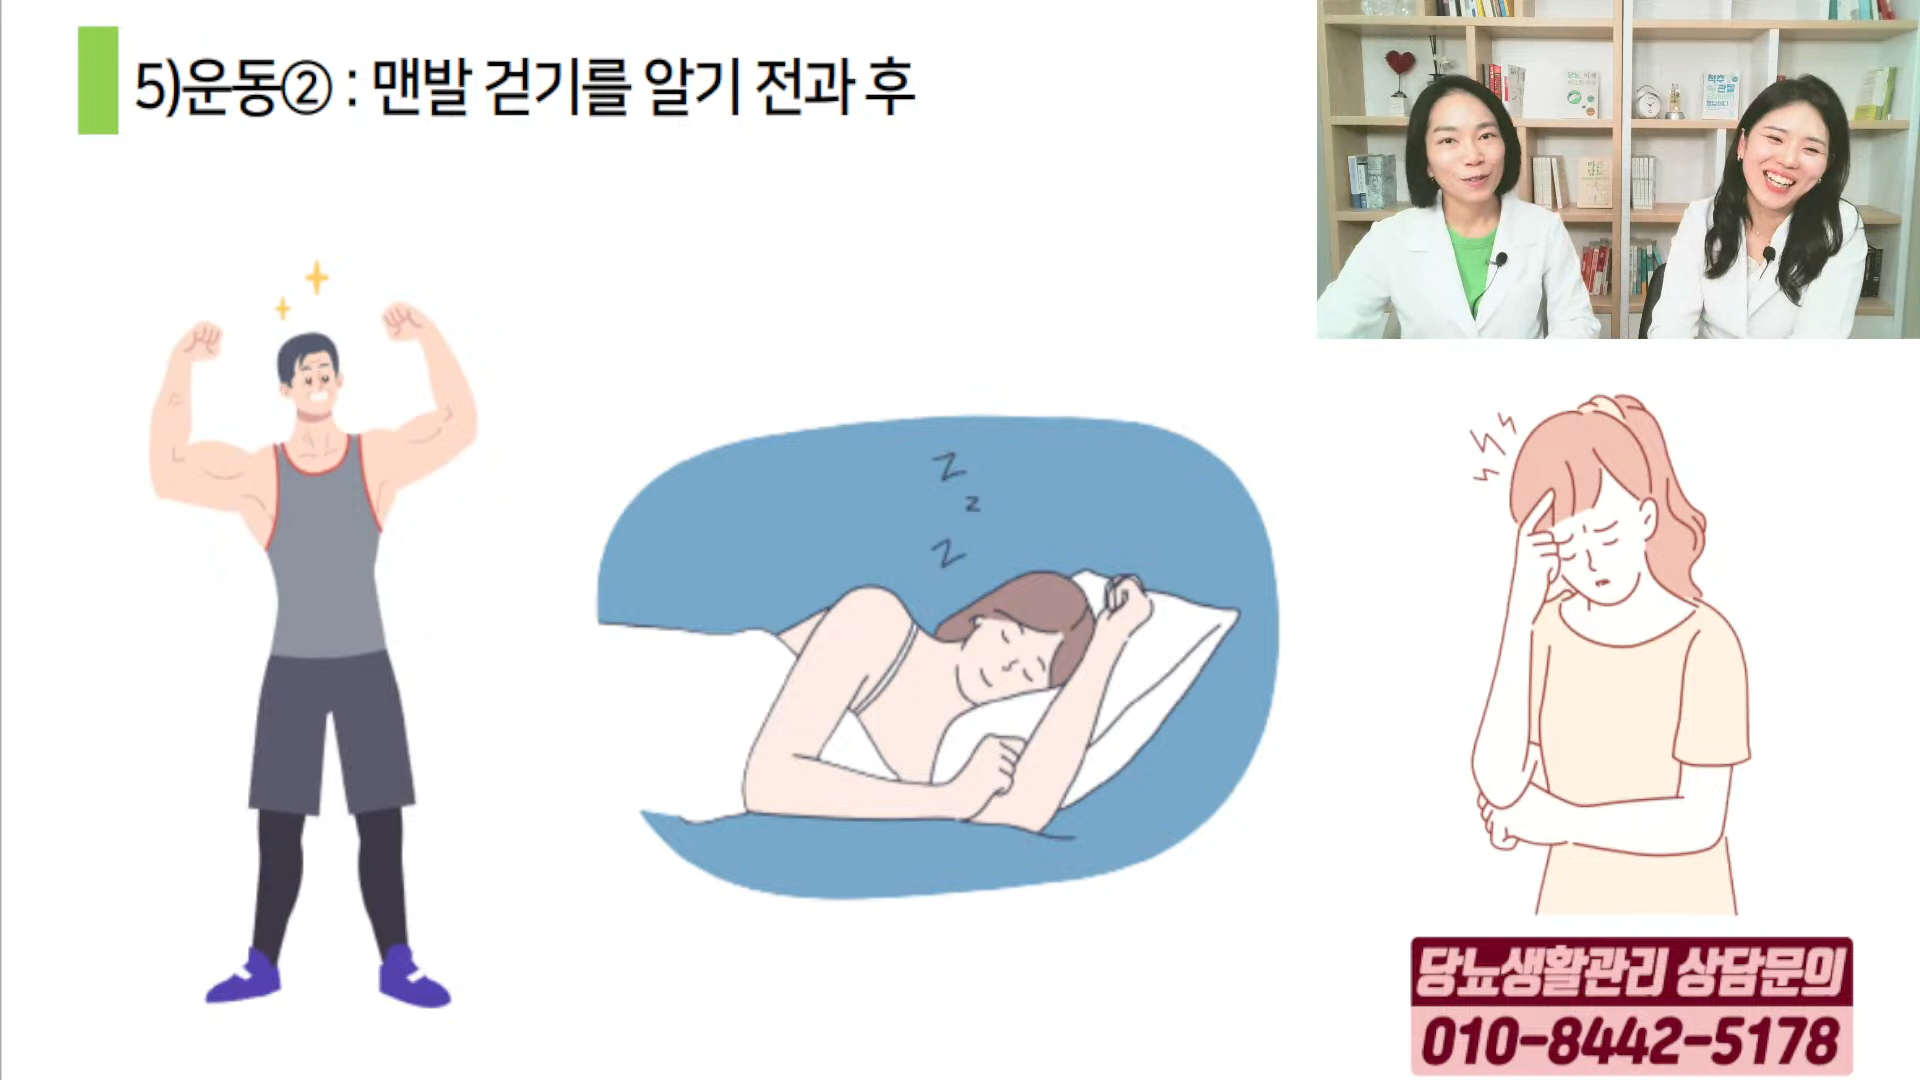 5)운동② : 맨발 걷기를 알기 전과 후
z
z
z
당뇨생활관리 상담문의
010-8442-5178